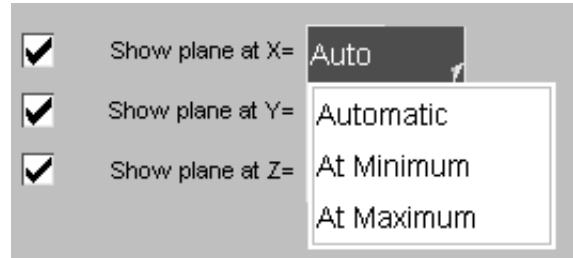 Show plane at X= Auto
Show plane at Y= Automatic
Show plane at Z= At Minimum
At Maximum